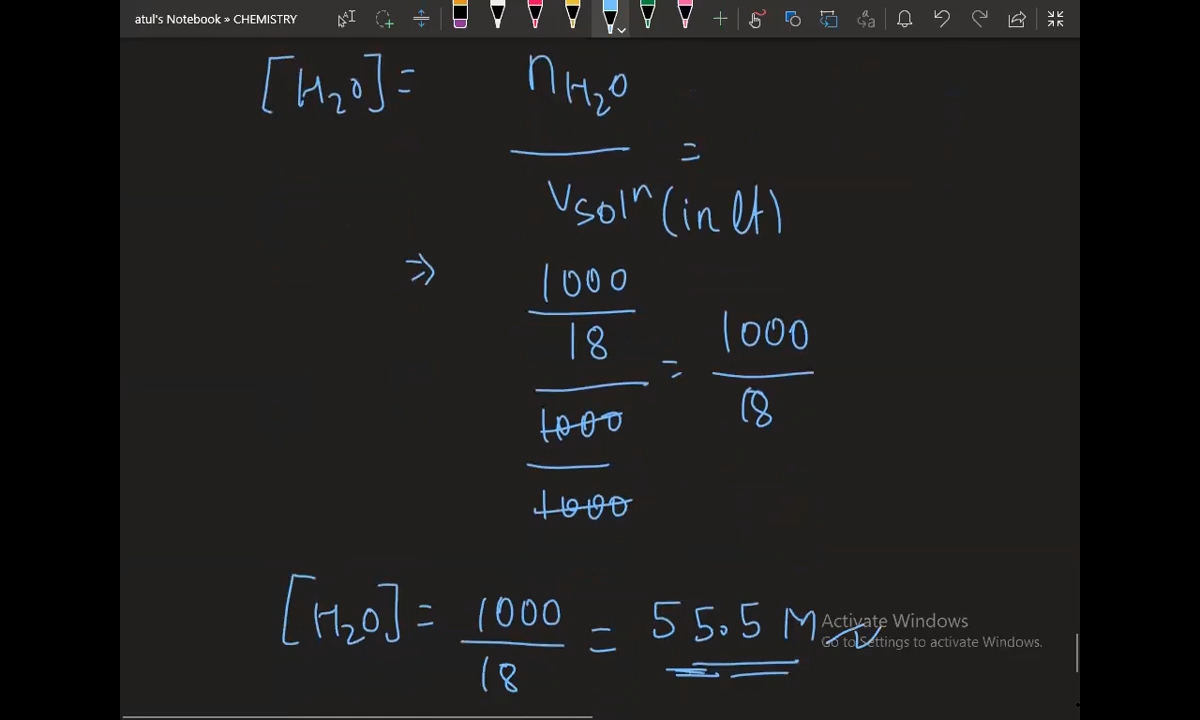 atul's Notebook » CHEMISTRY
[H₂O] = nH₂O
=
Vsolⁿ (in lt)
⇒ 1000
18
= 1000
18
1000
1000
[H₂O] = 1000 = 55.5 M
18
Activate Windows
Go to Settings to activate Windows.